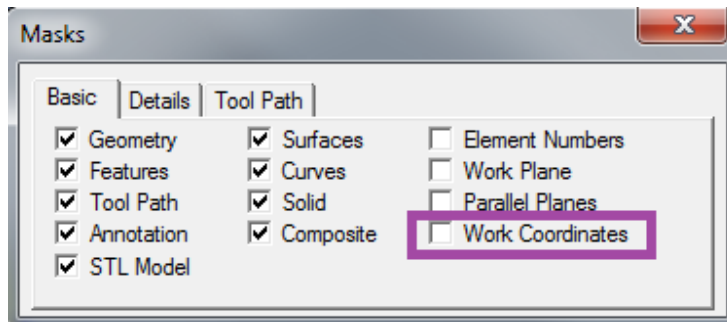 Masks
Basic Details Tool Path
Geometry Surfaces Element Numbers
Features Curves Work Plane
Tool Path Solid Parallel Planes
Annotation Composite Work Coordinates
STL Model